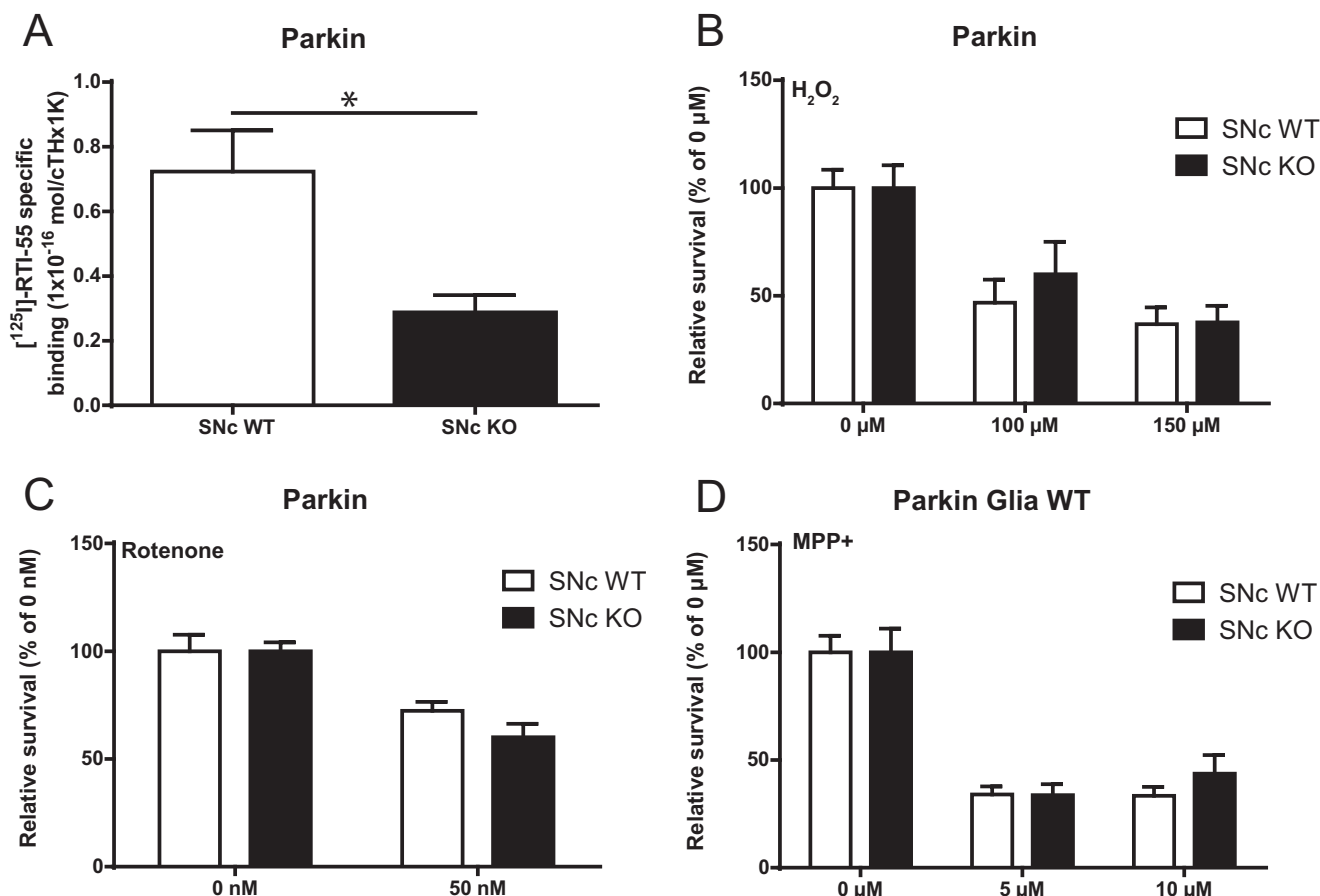 A
Parkin
[¹²⁵I]-RTI-55 specific
binding (1x10⁻¹⁶ mol/cTHx1K)
1.0
0.8
0.6
0.4
0.2
0.0
*
SNc WT
SNc KO
B
Parkin
Relative survival (% of 0 µM)
150
100
50
0
H₂O₂
SNc WT
SNc KO
0 µM
100 µM
150 µM
C
Parkin
Relative survival (% of 0 nM)
150
100
50
0
Rotenone
SNc WT
SNc KO
0 nM
50 nM
D
Parkin Glia WT
Relative survival (% of 0 µM)
150
100
50
0
MPP+
SNc WT
SNc KO
0 µM
5 µM
10 µM